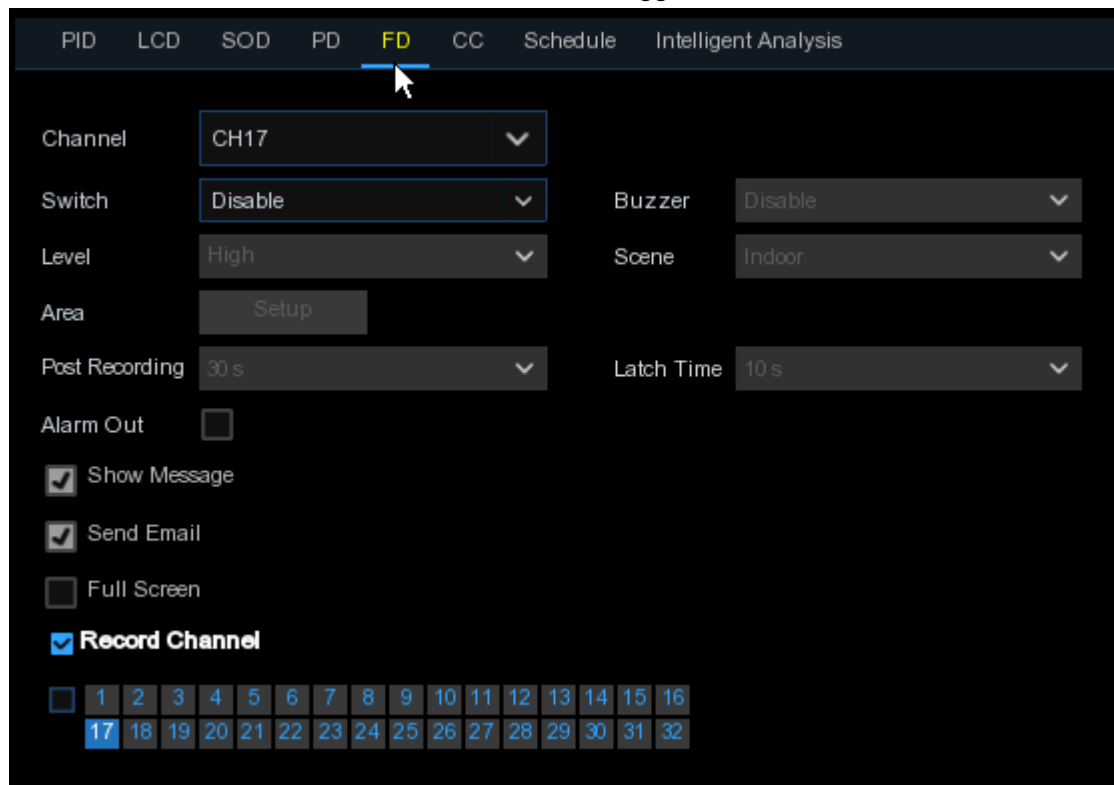 PID LCD SOD PD FD CC Schedule Intelligent Analysis
Channel CH17
Switch Disable Buzzer Disable
Level High Scene Indoor
Area Setup
Post Recording 30 s Latch Time 10 s
Alarm Out
Show Message
Send Email
Full Screen
Record Channel
1 2 3 4 5 6 7 8 9 10 11 12 13 14 15 16
17 18 19 20 21 22 23 24 25 26 27 28 29 30 31 32